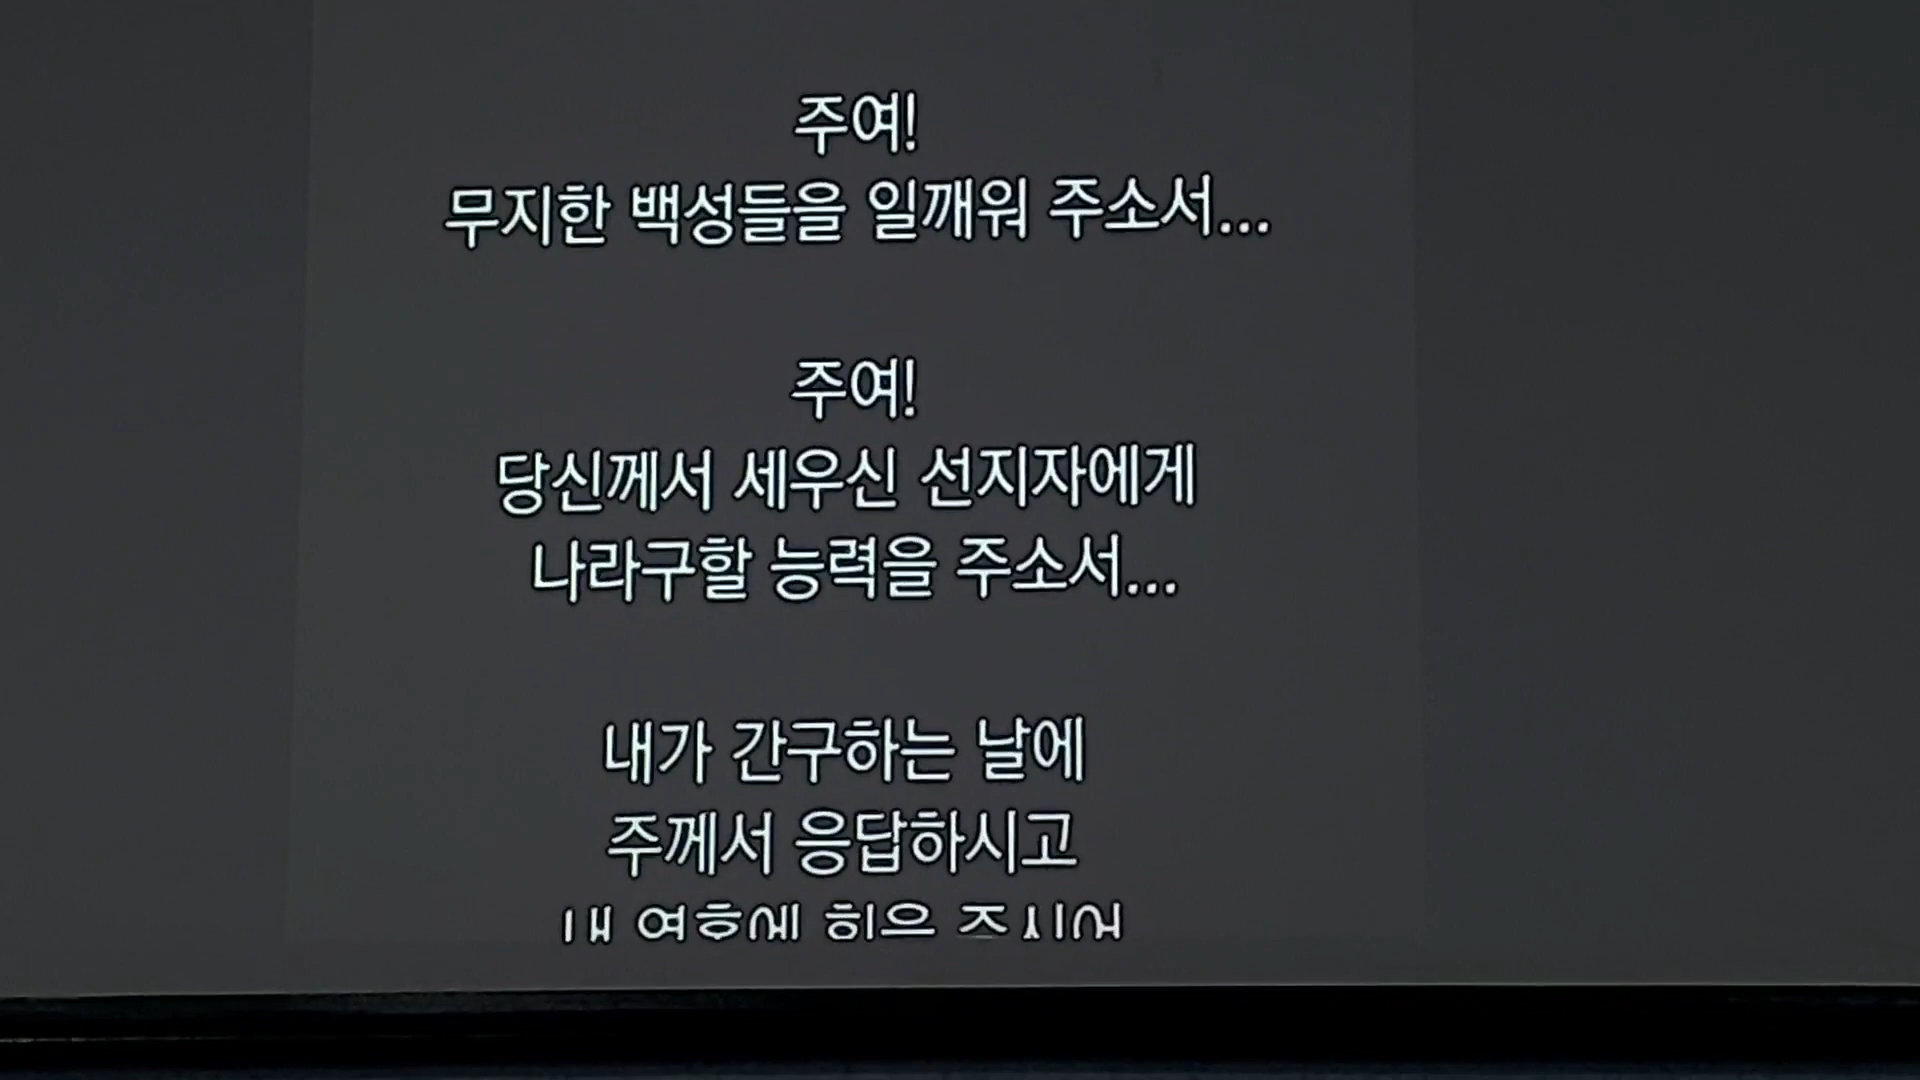 주여!
무지한 백성들을 일깨워 주소서...
주여!
당신께서 세우신 선지자에게
나라구할 능력을 주소서...
내가 간구하는 날에
주께서 응답하시고